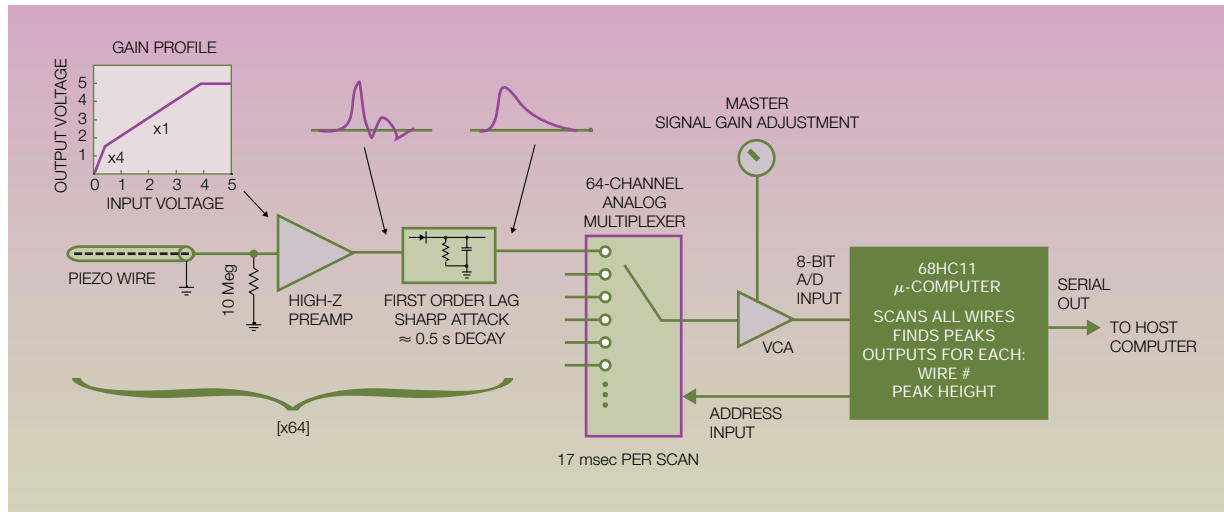 GAIN PROFILE
OUTPUT VOLTAGE
5
4
3
2
1
x4
x1
0 1 2 3 4 5
INPUT VOLTAGE
PIEZO WIRE
10 Meg
HIGH-Z
PREAMP
FIRST ORDER LAG
SHARP ATTACK
≈ 0.5 s DECAY
[x64]
64-CHANNEL
ANALOG
MULTIPLEXER
17 msec PER SCAN
MASTER
SIGNAL GAIN ADJUSTMENT
VCA
8-BIT
A/D
INPUT
ADDRESS
INPUT
68HC11
μ-COMPUTER
SCANS ALL WIRES
FINDS PEAKS
OUTPUTS FOR EACH:
WIRE #
PEAK HEIGHT
SERIAL
OUT
TO HOST
COMPUTER